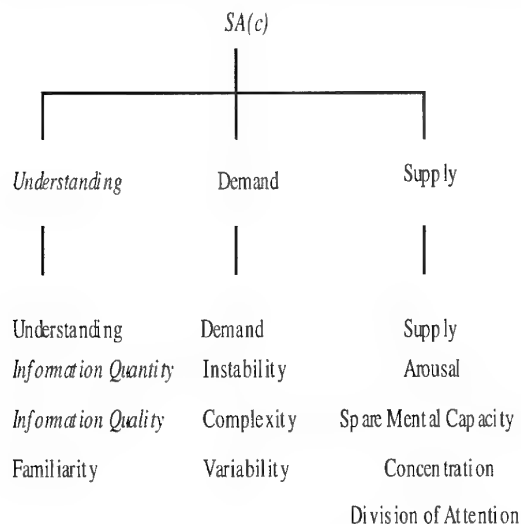 SA(c)
Understanding Demand Supply
Understanding Demand Supply
Information Quantity Instability Arousal
Information Quality Complexity Spare Mental Capacity
Familiarity Variability Concentration
Division of Attention